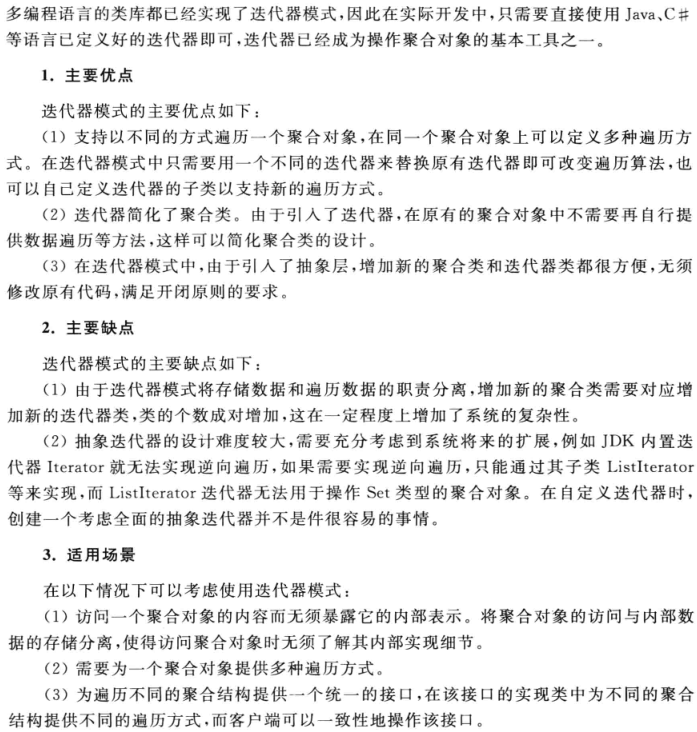 多编程语言的类库都已经实现了迭代器模式,因此在实际开发中,只需要直接使用 Java、C#
等语言已定义好的迭代器即可,迭代器已经成为操作聚合对象的基本工具之一。
1. 主要优点
迭代器模式的主要优点如下:
(1) 支持以不同的方式遍历一个聚合对象,在同一个聚合对象上可以定义多种遍历方
式。在迭代器模式中只需要用一个不同的迭代器来替换原有迭代器即可改变遍历算法,也
可以自己定义迭代器的子类以支持新的遍历方式。
(2) 迭代器简化了聚合类。由于引入了迭代器,在原有的聚合对象中不需要再自行提
供数据遍历等方法,这样可以简化聚合类的设计。
(3) 在迭代器模式中,由于引入了抽象层,增加新的聚合类和迭代器类都很方便,无须
修改原有代码,满足开闭原则的要求。
2. 主要缺点
迭代器模式的主要缺点如下:
(1) 由于迭代器模式将存储数据和遍历数据的职责分离,增加新的聚合类需要对应增
加新的迭代器类,类的个数成对增加,这在一定程度上增加了系统的复杂性。
(2) 抽象迭代器的设计难度较大,需要充分考虑到系统将来的扩展,例如 JDK 内置迭
代器 Iterator 就无法实现逆向遍历,如果需要实现逆向遍历,只能通过其子类 ListIterator
等来实现,而 ListIterator 迭代器无法用于操作 Set 类型的聚合对象。在自定义迭代器时,
创建一个考虑全面的抽象迭代器并不是件很容易的事情。
3. 适用场景
在以下情况下可以考虑使用迭代器模式:
(1) 访问一个聚合对象的内容而无须暴露它的内部表示。将聚合对象的访问与内部数
据的存储分离,使得访问聚合对象时无须了解其内部实现细节。
(2) 需要为一个聚合对象提供多种遍历方式。
(3) 为遍历不同的聚合结构提供一个统一的接口,在该接口的实现类中为不同的聚合
结构提供不同的遍历方式,而客户端可以一致性地操作该接口。